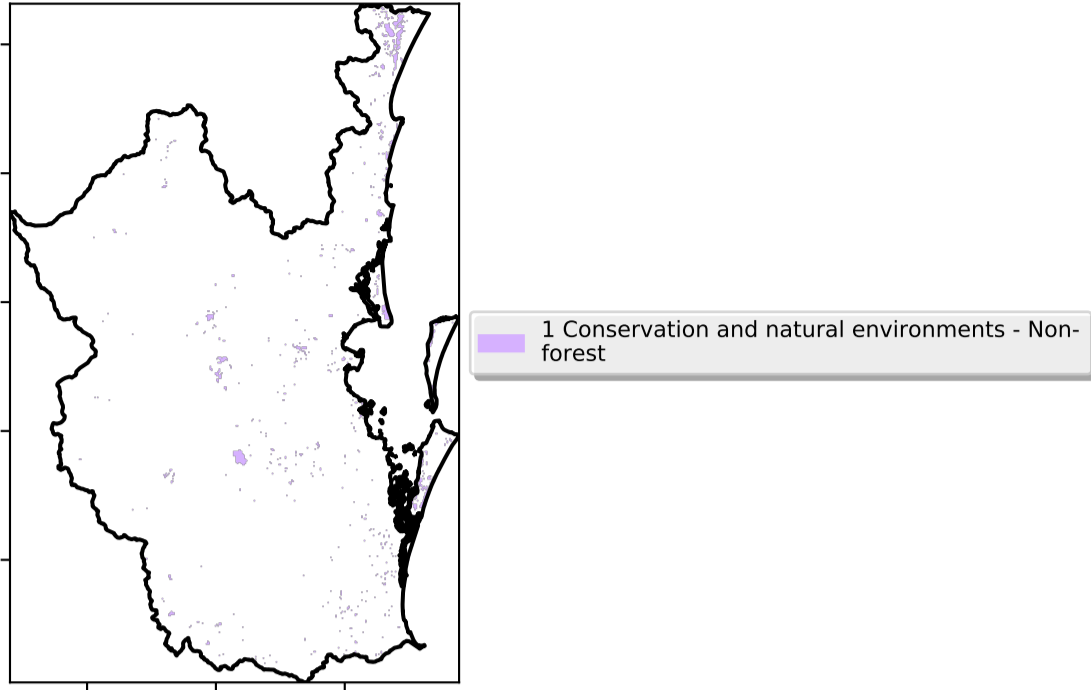 1 Conservation and natural environments - Non-
forest